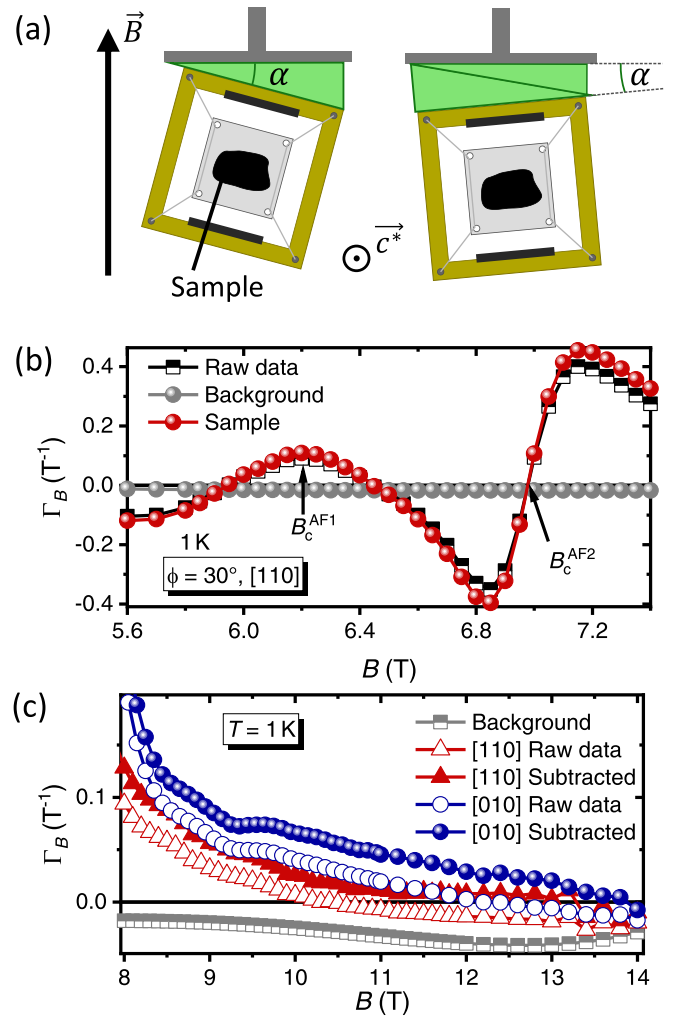 (a)
B⃗
α
α
c*⃗
Sample
(b)
0.4
0.2
0.0
-0.2
-0.4
Γ_B (T⁻¹)
Raw data
Background
Sample
B_c^AF1
B_c^AF2
1 K
ϕ = 30°, [110]
5.6 6.0 6.4 6.8 7.2
B (T)
(c)
T = 1 K
Background
[110] Raw data
[110] Subtracted
[010] Raw data
[010] Subtracted
0.1
0.0
Γ_B (T⁻¹)
8 9 10 11 12 13 14
B (T)